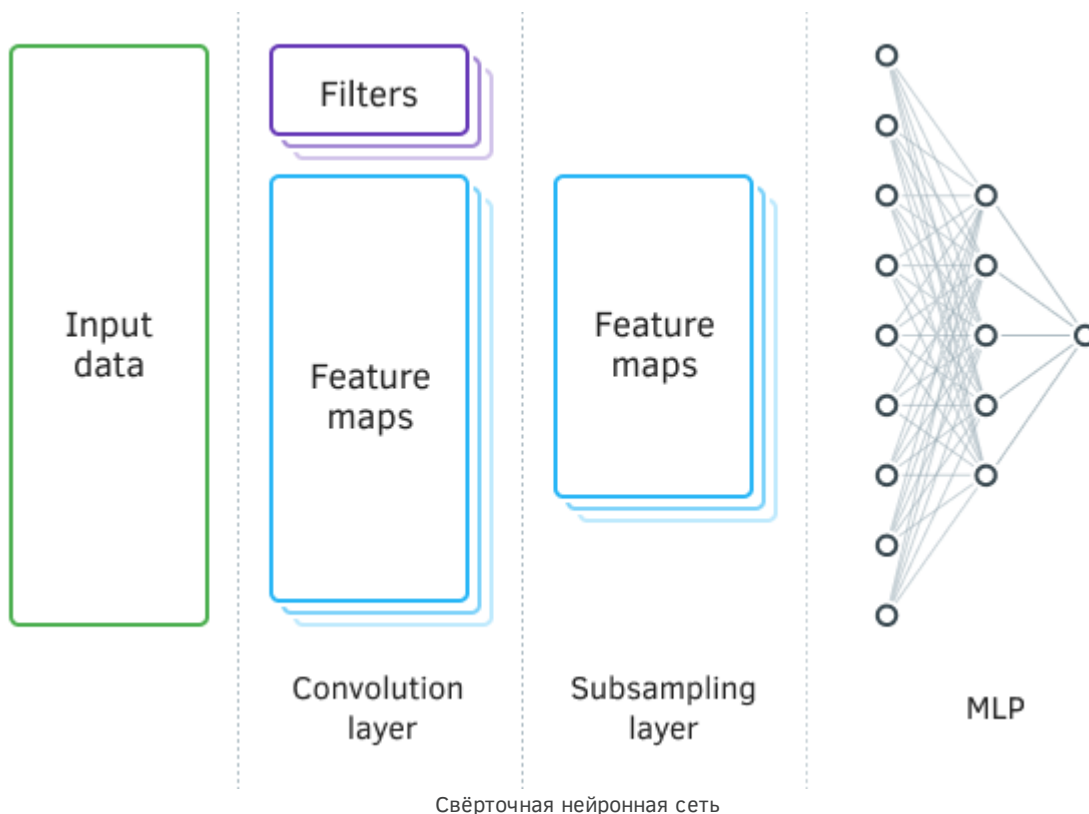 Filters
Input
data
Feature
maps
Feature
maps
Convolution
layer
Subsampling
layer
MLP
Свёрточная нейронная сеть